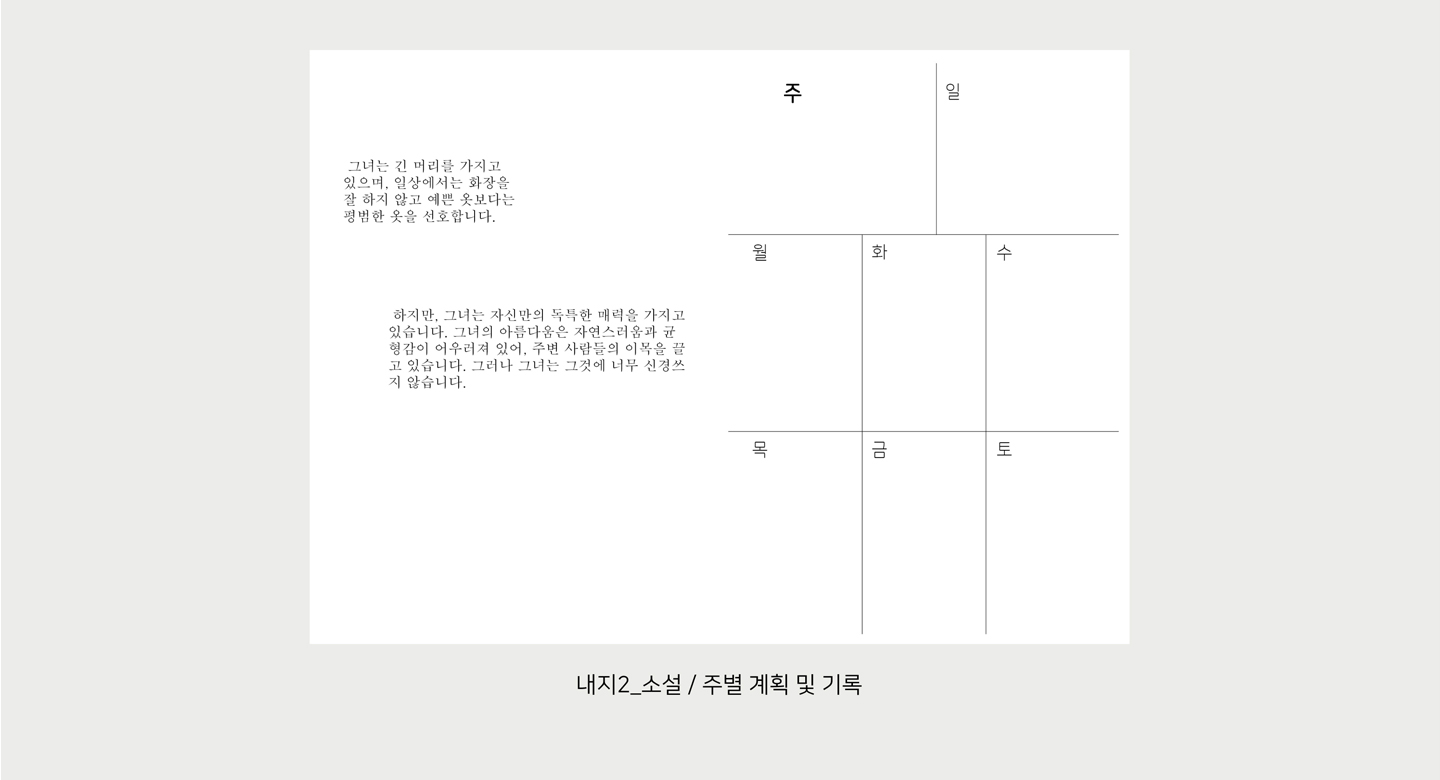 그녀는 긴 머리를 가지고
있으며, 일상에서는 화장을
잘 하지 않고 예쁜 옷보다는
평범한 옷을 선호합니다.
하지만, 그녀는 자신만의 독특한 매력을 가지고
있습니다. 그녀의 아름다움은 자연스러움과 균
형감이 어우러져 있어, 주변 사람들의 이목을 끌
고 있습니다. 그러나 그녀는 그것에 너무 신경쓰
지 않습니다.
주
일
월
화
수
목
금
토
내지2_소설 / 주별 계획 및 기록